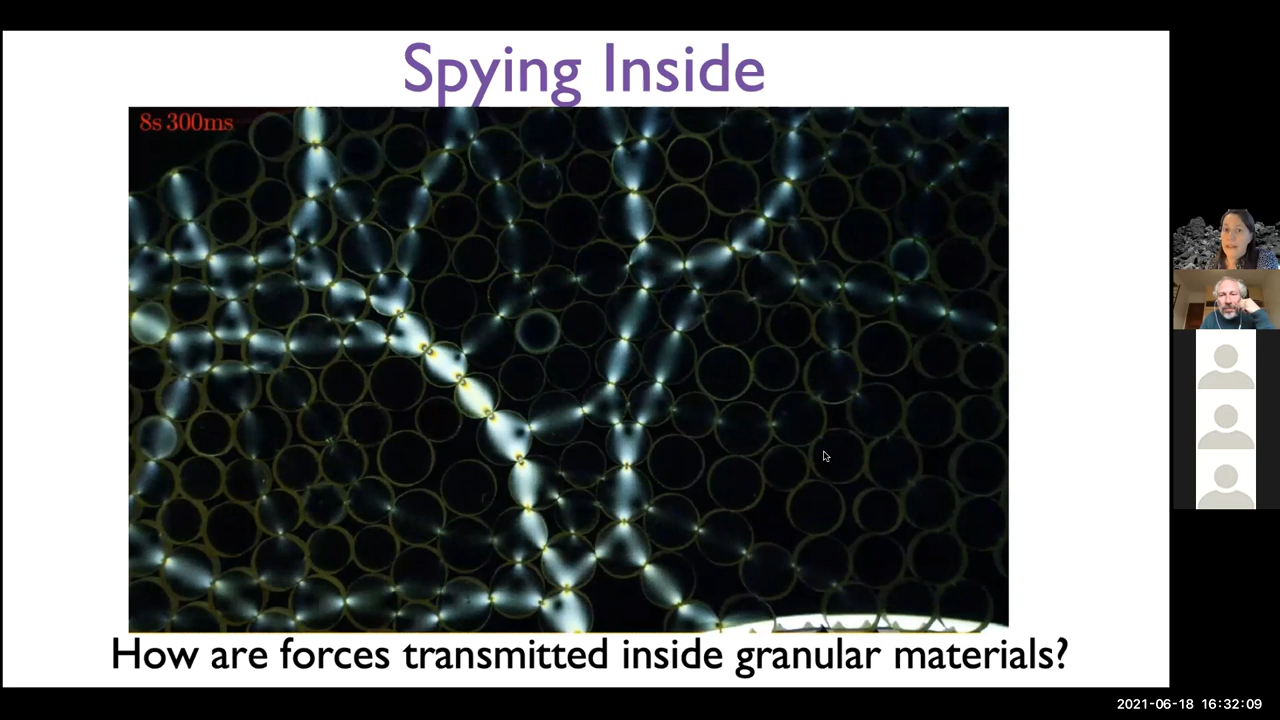 Spying Inside
8s 300ms
How are forces transmitted inside granular materials?
2021-06-18 16:32:09